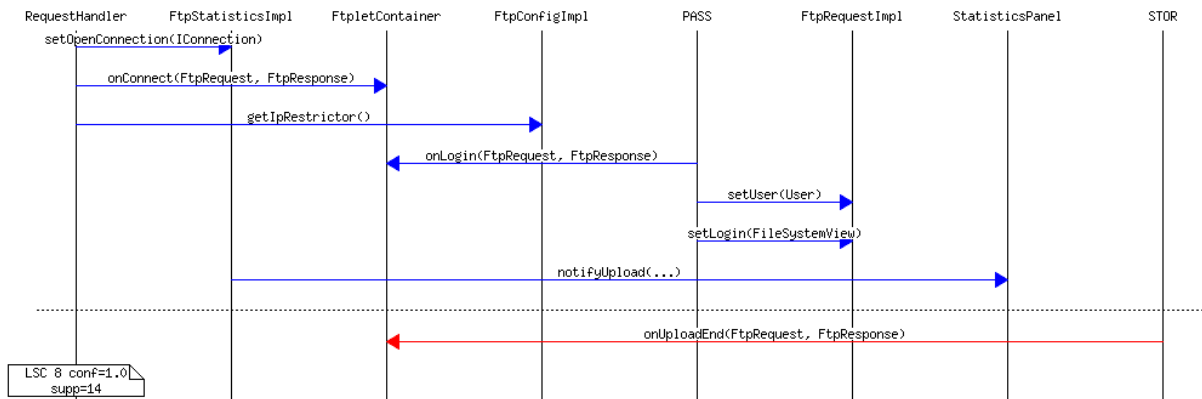 RequestHandler FtpStatisticsImpl FtpletContainer FtpConfigImpl PASS FtpRequestImpl StatisticsPanel STOR
setOpenConnection(IConnection)
onConnect(FtpRequest, FtpResponse)
getIpRestrictor()
onLogin(FtpRequest, FtpResponse)
setUser(User)
setLogin(FileSystemView)
notifyUpload(...)
onUploadEnd(FtpRequest, FtpResponse)
LSC 8 conf=1.0
supp=14